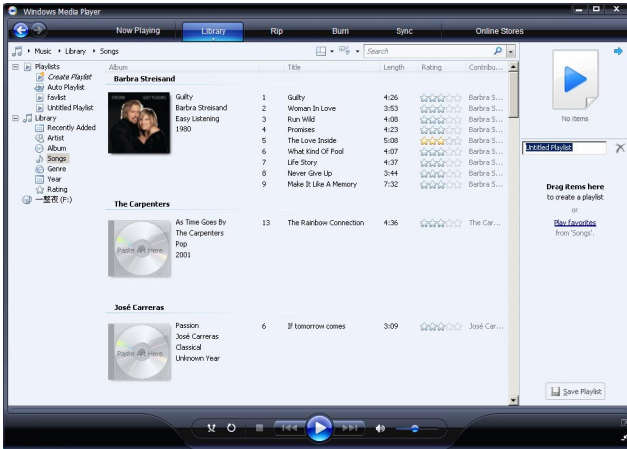 Windows Media Player
Now Playing Library Rip Burn Sync Online Stores
Music Library Songs
Search
Playlists
Create Playlist
Auto Playlist
favlist
Untitled Playlist
Library
Recently Added
Artist
Album
Songs
Genre
Year
Rating
一整夜 (F:)
Album Title Length Rating Contribu...
Barbra Streisand
Guilty
Barbra Streisand
Easy Listening
1980
1 Guilty 4:26 Barbra S...
2 Woman In Love 3:53 Barbra S...
3 Run Wild 4:08 Barbra S...
4 Promises 4:23 Barbra S...
5 The Love Inside 5:08 Barbra S...
6 What Kind Of Fool 4:07 Barbra S...
7 Life Story 4:37 Barbra S...
8 Never Give Up 3:44 Barbra S...
9 Make It Like A Memory 7:32 Barbra S...
The Carpenters
Paste Art Here
As Time Goes By
The Carpenters
Pop
2001
13 The Rainbow Connection 4:36 The Car...
José Carreras
Paste Art Here
Passion
José Carreras
Classical
Unknown Year
6 If tomorrow comes 3:09 José Car...
No items
Untitled Playlist
Drag items here
to create a playlist
or
Play favorites
from 'Songs'.
Save Playlist